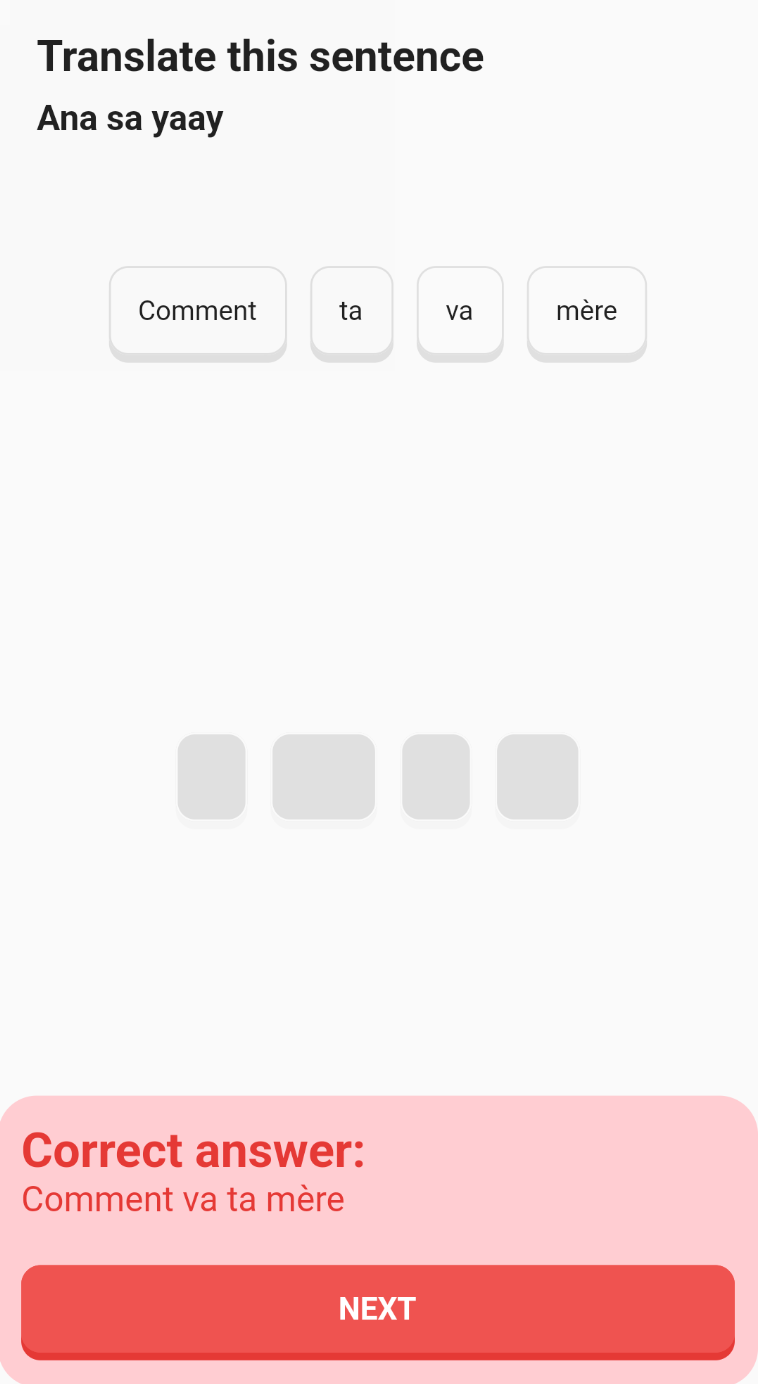 Translate this sentence
Ana sa yaay
Comment ta va mère
Correct answer:
Comment va ta mère
NEXT